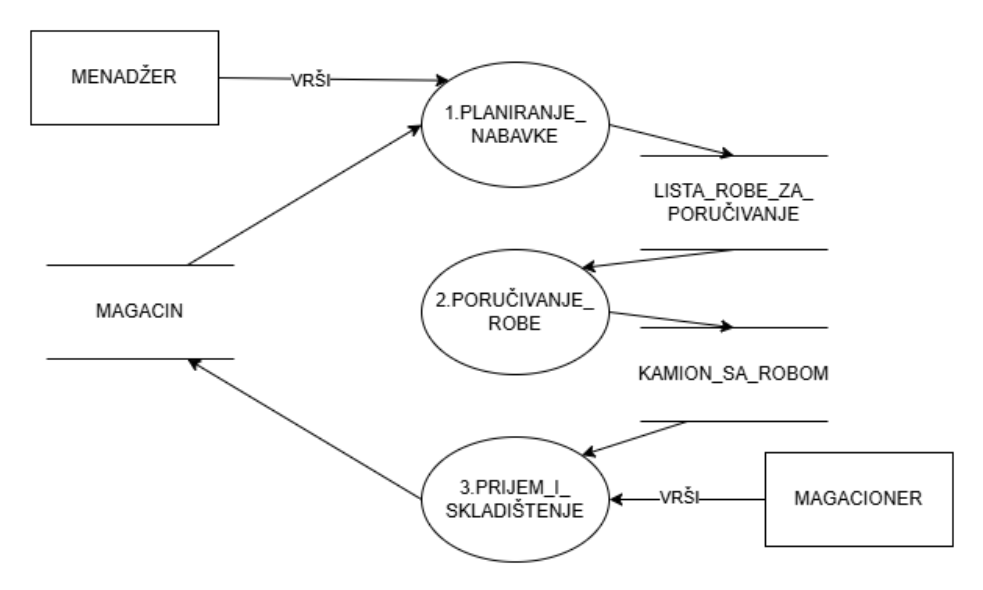 MENADŽER
VRŠI
1.PLANIRANJE_
NABAVKE
LISTA_ROBE_ZA_
PORUČIVANJE
MAGACIN
2.PORUČIVANJE_
ROBE
KAMION_SA_ROBOM
3.PRIJEM_I_
SKLADIŠTENJE
VRŠI
MAGACIONER